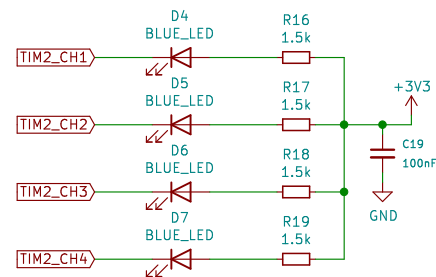 D4
BLUE_LED
R16
1.5k
TIM2_CH1
D5
BLUE_LED
R17
1.5k
+3V3
TIM2_CH2
C19
100nF
D6
BLUE_LED
R18
1.5k
TIM2_CH3
GND
D7
BLUE_LED
R19
1.5k
TIM2_CH4